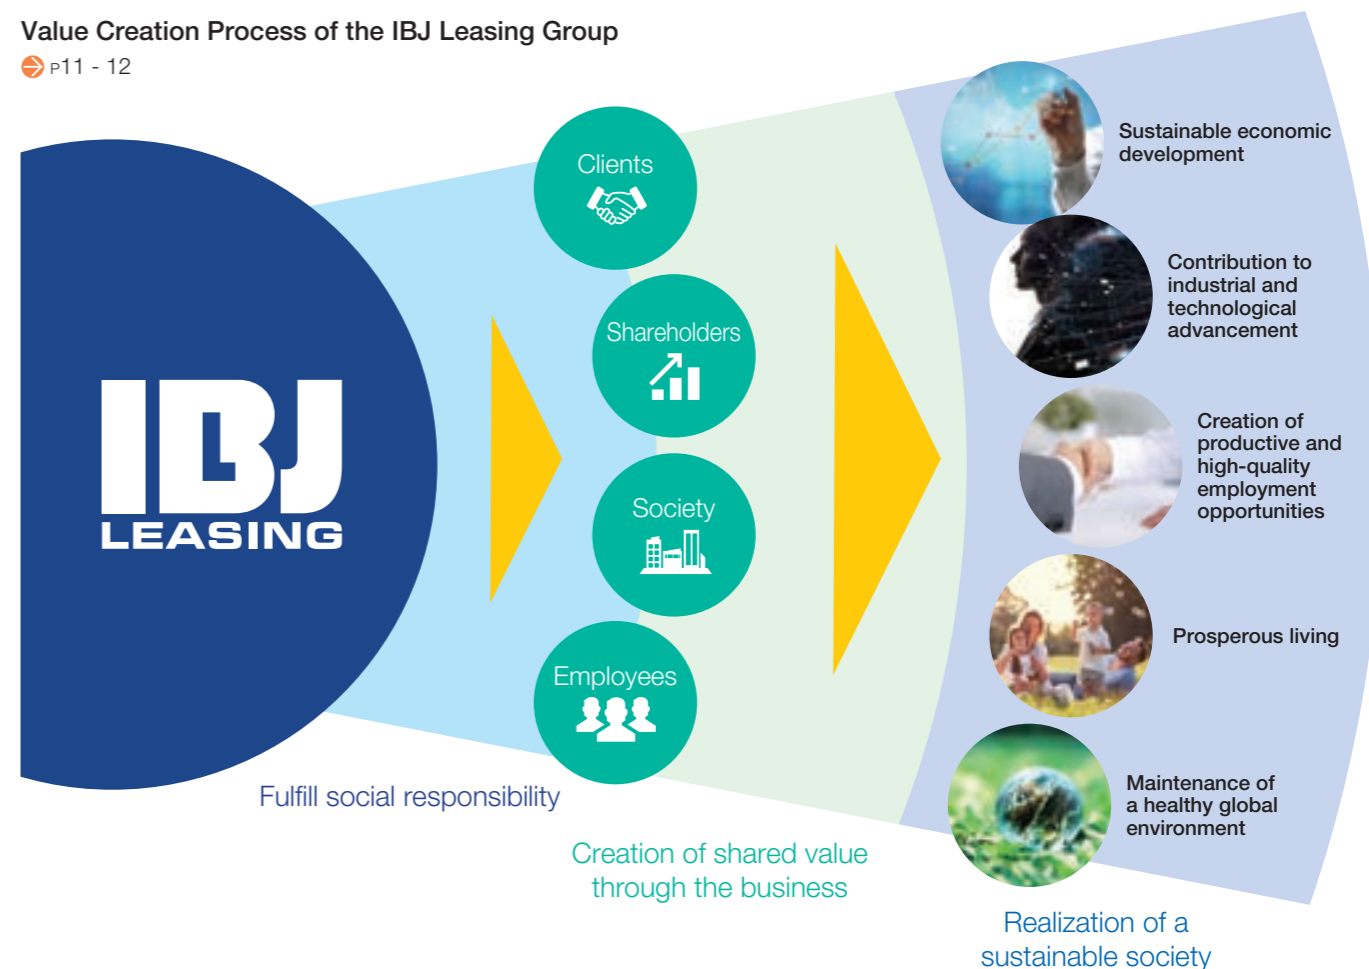 Value Creation Process of the IBJ Leasing Group
P11 - 12
IBJ
LEASING
Clients
Shareholders
Society
Employees
Sustainable economic
development
Contribution to
industrial and
technological
advancement
Creation of
productive and
high-quality
employment
opportunities
Prosperous living
Maintenance of
a healthy global
environment
Fulfill social responsibility
Creation of shared value
through the business
Realization of a
sustainable society